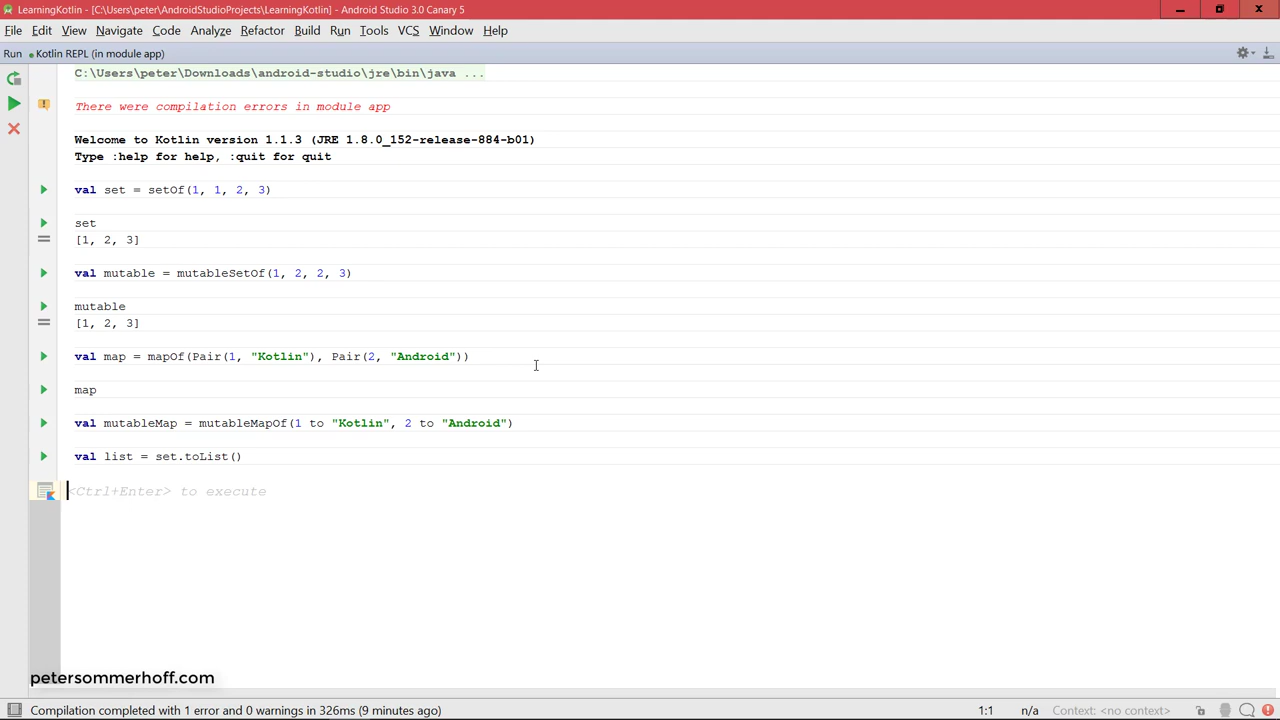 LearningKotlin - [C:\Users\peter\AndroidStudioProjects\LearningKotlin] - Android Studio 3.0 Canary 5
File Edit View Navigate Code Analyze Refactor Build Run Tools VCS Window Help
Run Kotlin REPL (in module app)
C:\Users\peter\Downloads\android-studio\jre\bin\java ...
There were compilation errors in module app
Welcome to Kotlin version 1.1.3 (JRE 1.8.0_152-release-884-b01)
Type :help for help, :quit for quit
val set = setOf(1, 1, 2, 3)
set
[1, 2, 3]
val mutable = mutableSetOf(1, 2, 2, 3)
mutable
[1, 2, 3]
val map = mapOf(Pair(1, "Kotlin"), Pair(2, "Android"))
map
val mutableMap = mutableMapOf(1 to "Kotlin", 2 to "Android")
val list = set.toList()
<Ctrl+Enter> to execute
petersommerhoff.com
Compilation completed with 1 error and 0 warnings in 326ms (9 minutes ago) 1:1 n/a Context: <no context>